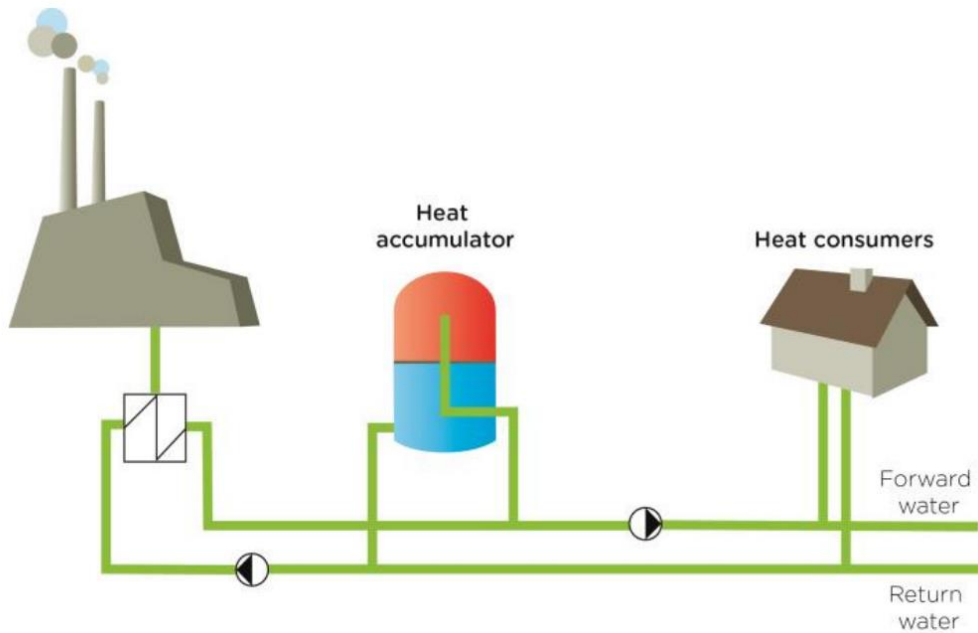 Heat
accumulator
Heat consumers
Forward
water
Return
water